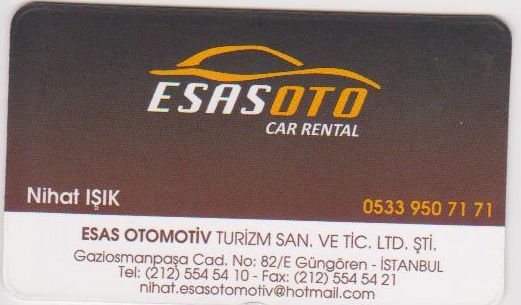 ESASOTO
CAR RENTAL
Nihat IŞIK
0533 950 71 71
ESAS OTOMOTİV TURİZM SAN. VE TİC. LTD. ŞTİ.
Gaziosmanpaşa Cad. No: 82/E Güngören - İSTANBUL
Tel: (212) 554 54 10 - Fax: (212) 554 54 21
nihat.esasotomotiv@hotmail.com